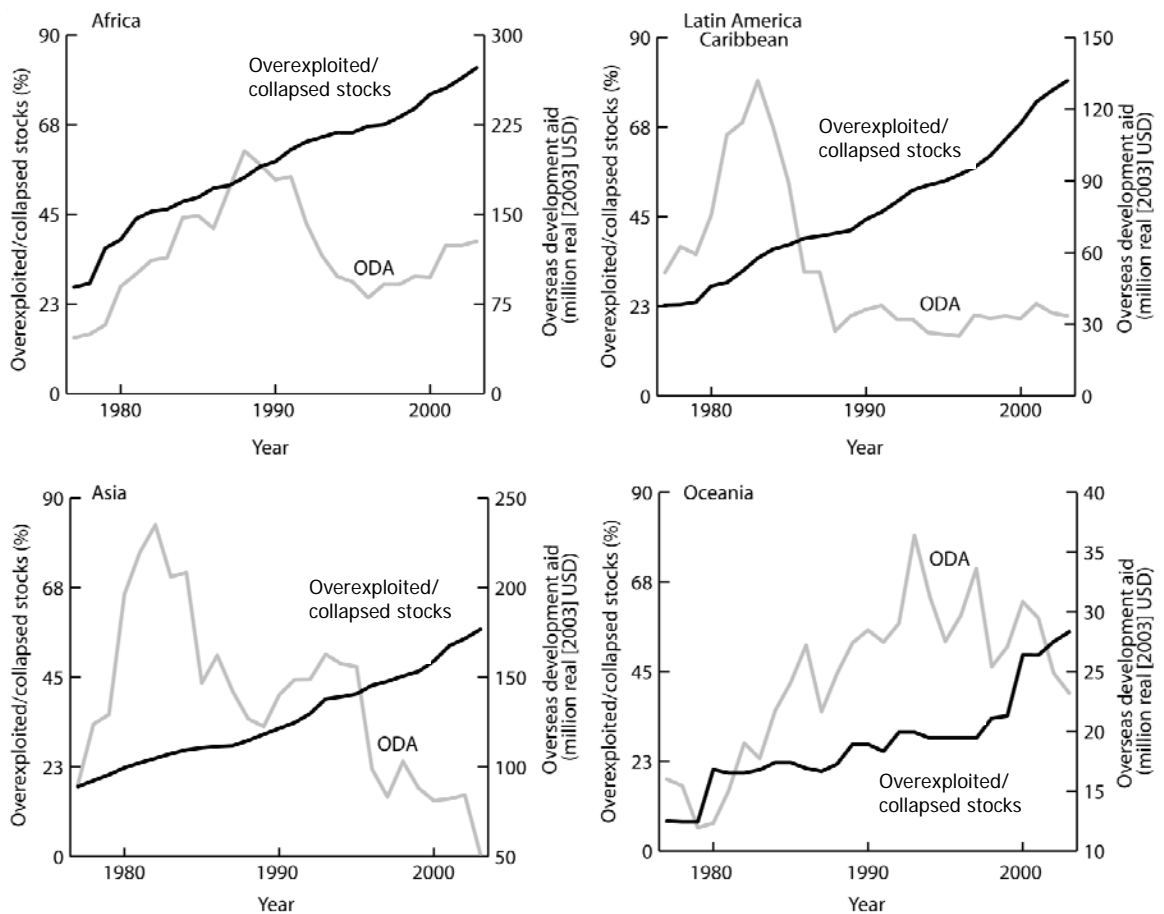 Africa
Overexploited/collapsed stocks (%)
90
68
45
23
0
Overexploited/
collapsed stocks
ODA
300
225
150
75
0
Overseas development aid
(million real [2003] USD)
1980
1990
2000
Year
Latin America
Caribbean
Overexploited/collapsed stocks (%)
90
68
45
23
0
Overexploited/
collapsed stocks
ODA
150
120
90
60
30
0
Overseas development aid
(million real [2003] USD)
1980
1990
2000
Year
Asia
Overexploited/collapsed stocks (%)
90
68
45
23
0
Overexploited/
collapsed stocks
ODA
250
200
150
100
50
Overseas development aid
(million real [2003] USD)
1980
1990
2000
Year
Oceania
Overexploited/collapsed stocks (%)
90
68
45
23
0
ODA
Overexploited/
collapsed stocks
40
35
30
25
20
15
10
Overseas development aid
(million real [2003] USD)
1980
1990
2000
Year